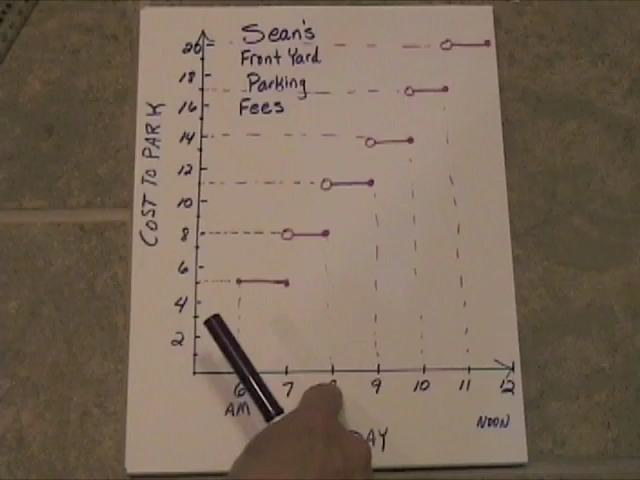 Sean's
Front Yard
Parking
Fees
COST TO PARK
20
18
16
14
12
10
8
6
4
2
6 7 8 9 10 11 12
AM
NOON